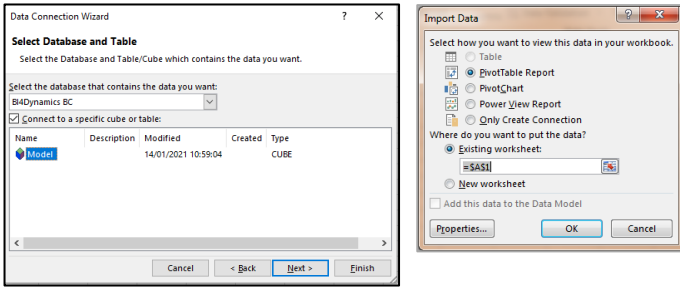 Data Connection Wizard ? ×
Select Database and Table
Select the Database and Table/Cube which contains the data you want.
Select the database that contains the data you want:
BI4Dynamics BC
Connect to a specific cube or table:
Name Description Modified Created Type
Model 14/01/2021 10:59:04 CUBE
Cancel < Back Next > Finish
Import Data ? x
Select how you want to view this data in your workbook.
Table
PivotTable Report
PivotChart
Power View Report
Only Create Connection
Where do you want to put the data?
Existing worksheet:
=$A$1
New worksheet
Add this data to the Data Model
Properties... OK Cancel